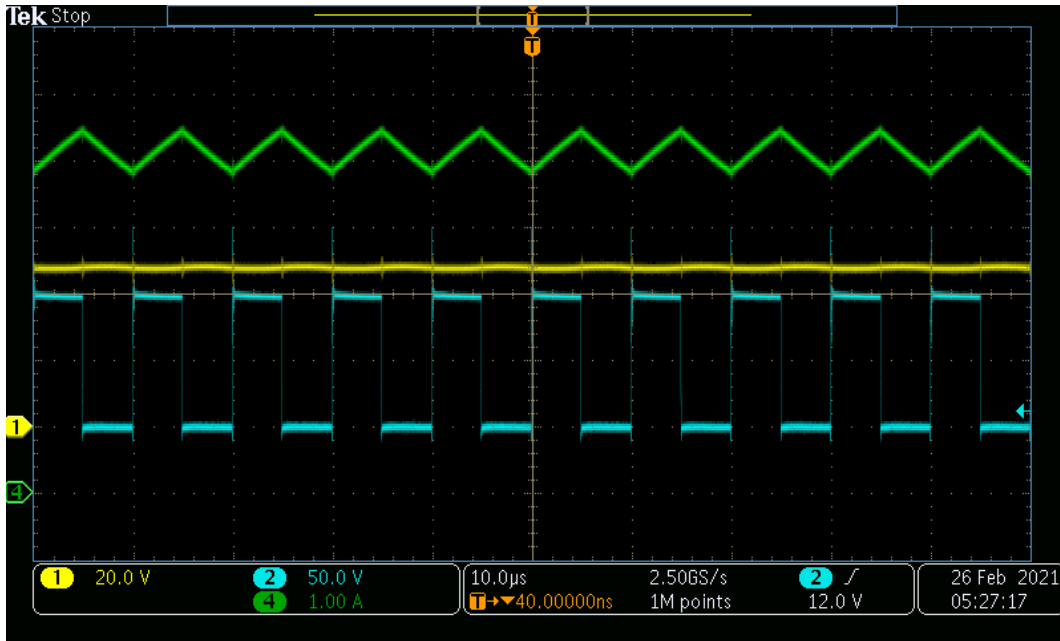 Tek Stop
T
T
1
4
1 20.0 V 2 50.0 V
4 1.00 A
10.0µs 2.50GS/s
T→▼40.00000ns 1M points
2 12.0 V
26 Feb 2021
05:27:17